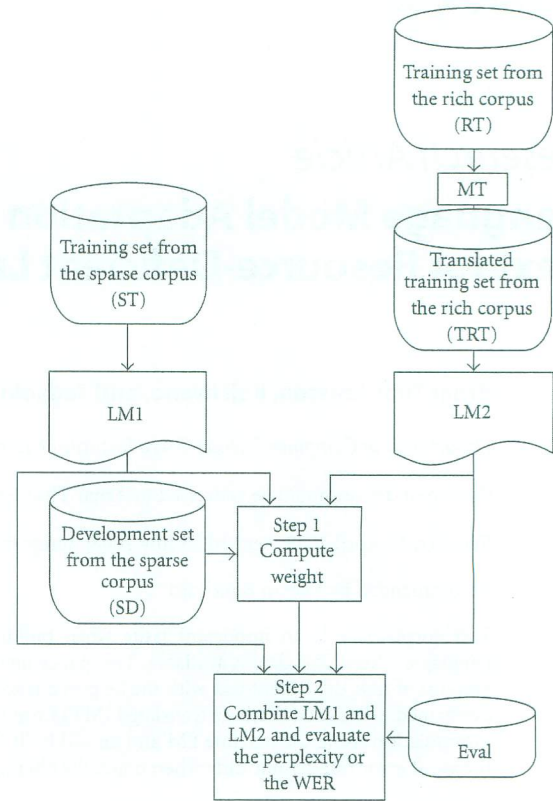 Training set from
the rich corpus
(RT)
MT
Training set from
the sparse corpus
(ST)
Translated
training set from
the rich corpus
(TRT)
LM1
LM2
Development set
from the sparse
corpus
(SD)
Step 1
Compute
weight
Step 2
Combine LM1 and
LM2 and evaluate
the perplexity or
the WER
Eval